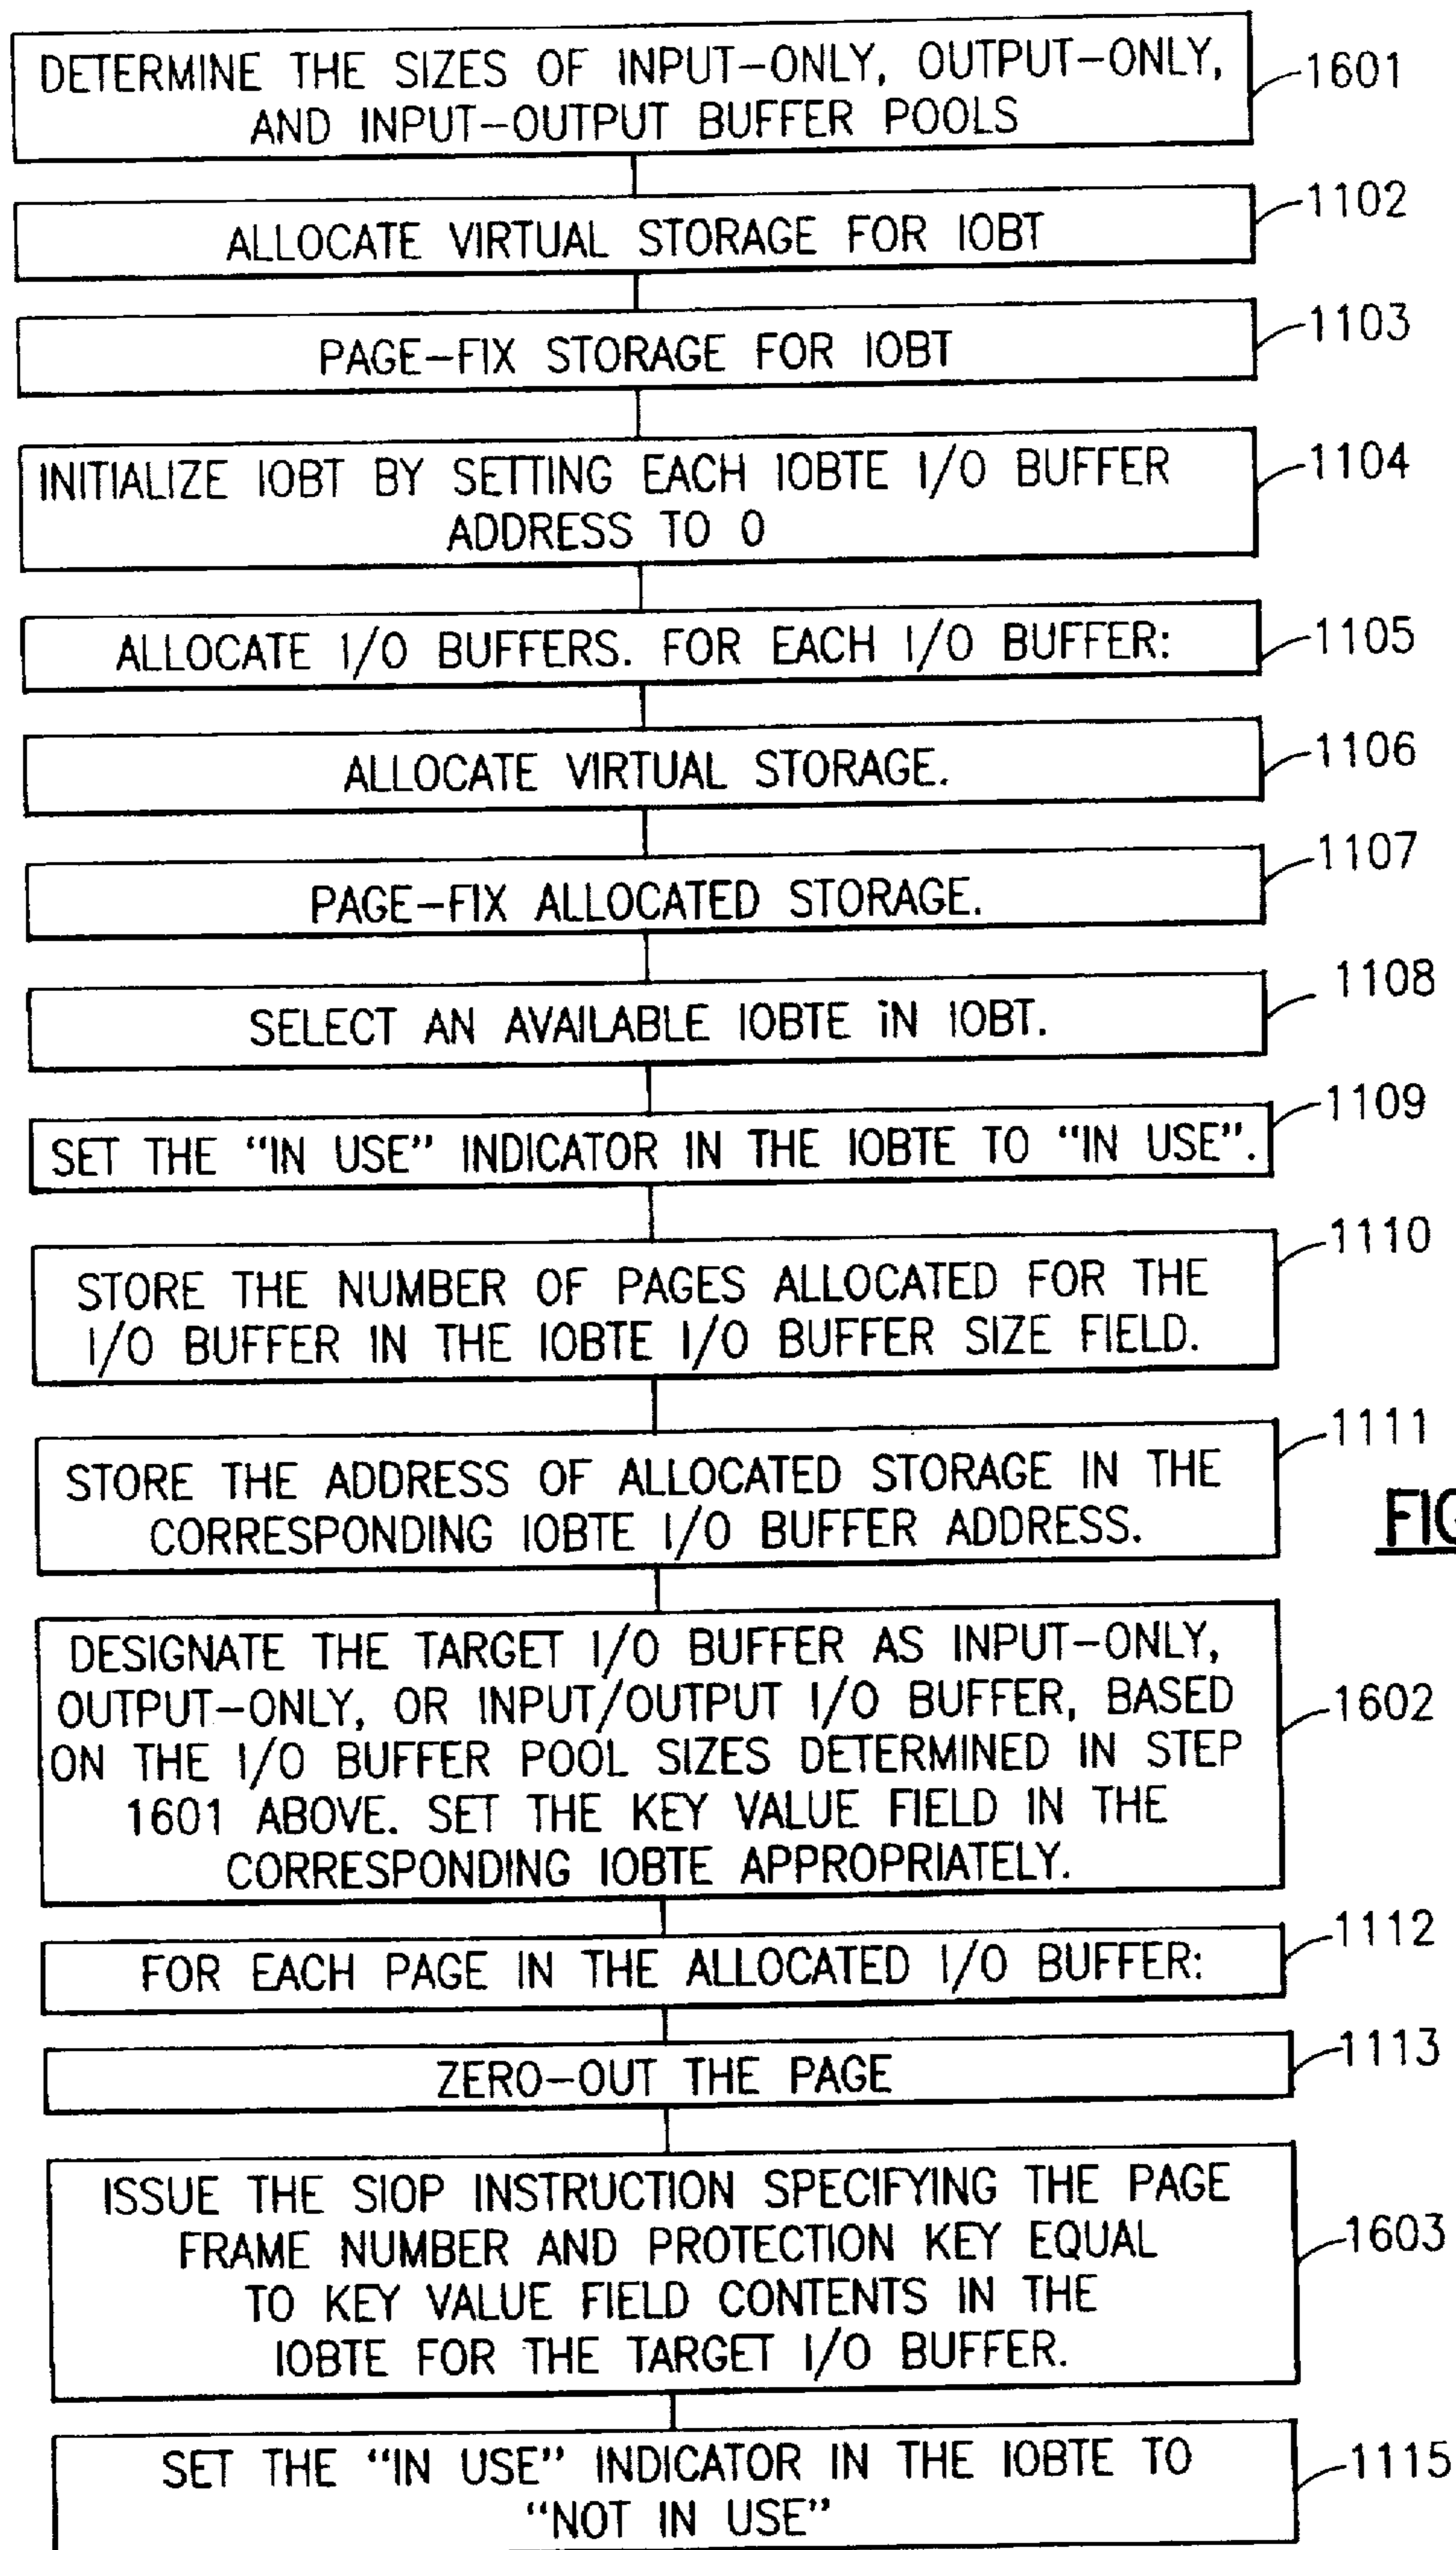 DETERMINE THE SIZES OF INPUT-ONLY, OUTPUT-ONLY,
AND INPUT-OUTPUT BUFFER POOLS
1601
ALLOCATE VIRTUAL STORAGE FOR IOBT
1102
PAGE-FIX STORAGE FOR IOBT
1103
INITIALIZE IOBT BY SETTING EACH IOBTE I/O BUFFER
ADDRESS TO 0
1104
ALLOCATE I/O BUFFERS. FOR EACH I/O BUFFER:
1105
ALLOCATE VIRTUAL STORAGE.
1106
PAGE-FIX ALLOCATED STORAGE.
1107
SELECT AN AVAILABLE IOBTE iN IOBT.
1108
SET THE “IN USE” INDICATOR IN THE IOBTE TO “IN USE”.
1109
STORE THE NUMBER OF PAGES ALLOCATED FOR THE
I/O BUFFER IN THE IOBTE I/O BUFFER SIZE FIELD.
1110
STORE THE ADDRESS OF ALLOCATED STORAGE IN THE
CORRESPONDING IOBTE I/O BUFFER ADDRESS.
1111
FIG
DESIGNATE THE TARGET I/O BUFFER AS INPUT-ONLY,
OUTPUT-ONLY, OR INPUT/OUTPUT I/O BUFFER, BASED
ON THE I/O BUFFER POOL SIZES DETERMINED IN STEP
1601 ABOVE. SET THE KEY VALUE FIELD IN THE
CORRESPONDING IOBTE APPROPRIATELY.
1602
FOR EACH PAGE IN THE ALLOCATED I/O BUFFER:
1112
ZERO-OUT THE PAGE
1113
ISSUE THE SIOP INSTRUCTION SPECIFYING THE PAGE
FRAME NUMBER AND PROTECTION KEY EQUAL
TO KEY VALUE FIELD CONTENTS IN THE
IOBTE FOR THE TARGET I/O BUFFER.
1603
SET THE “IN USE” INDICATOR IN THE IOBTE TO
“NOT IN USE”
1115